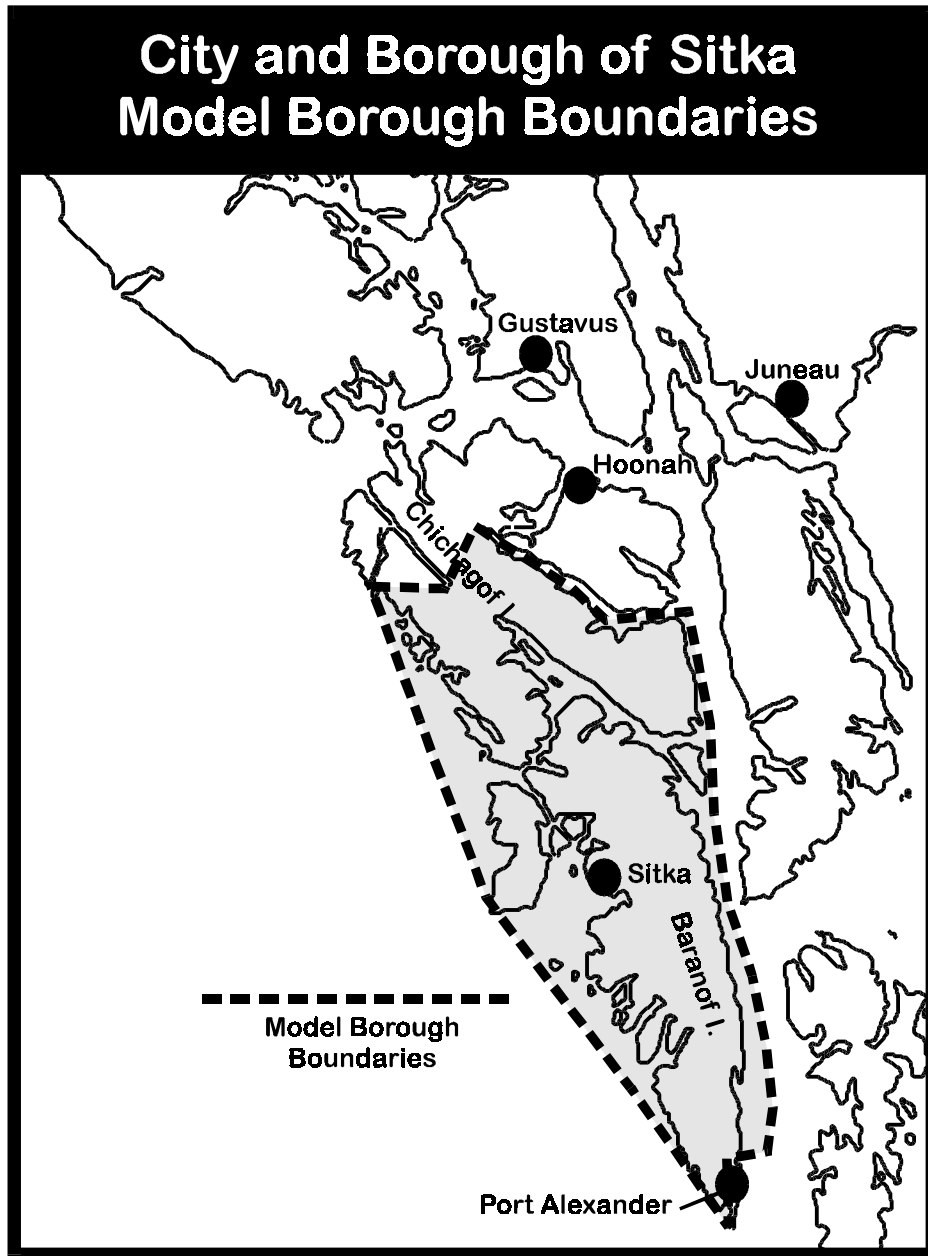 City and Borough of Sitka
Model Borough Boundaries
Gustavus
Juneau
Hoonah
Chichagof I.
Sitka
Baranof I.
Model Borough
Boundaries
Port Alexander